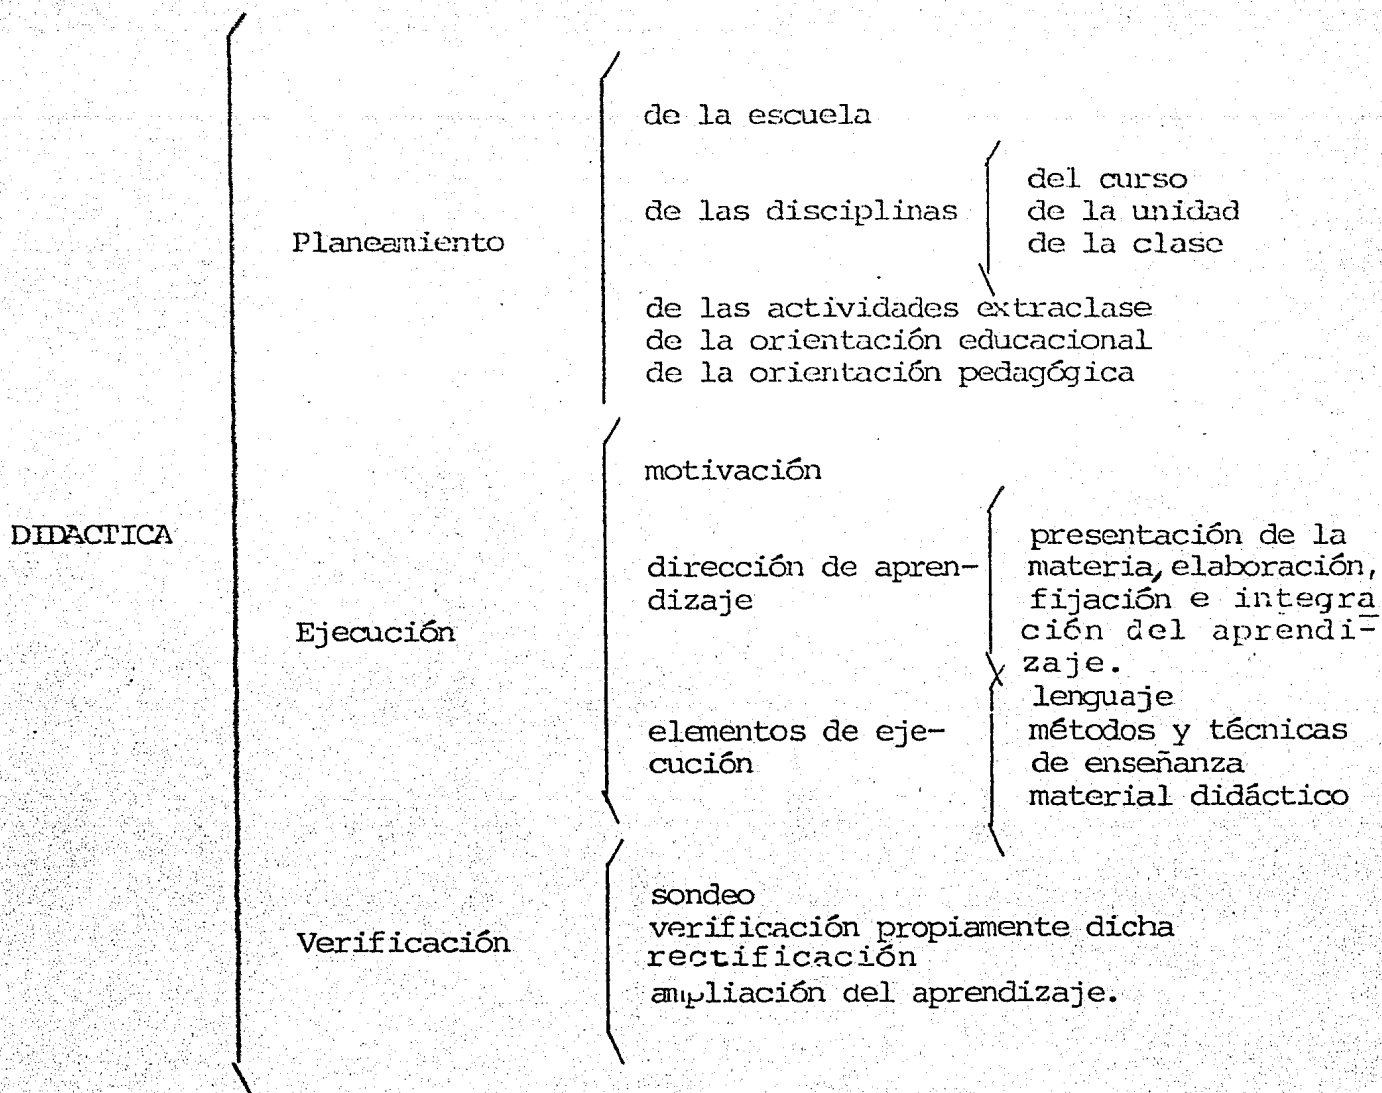 DIDACTICA
Planeamiento
de la escuela
de las disciplinas
del curso
de la unidad
de la clase
de las actividades extraclase
de la orientación educacional
de la orientación pedagógica
Ejecución
motivación
dirección de apren-
dizaje
presentación de la
materia, elaboración,
fijación e integra
ción del aprendi-
zaje.
elementos de eje-
cución
lenguaje
métodos y técnicas
de enseñanza
material didáctico
Verificación
sondeo
verificación propiamente dicha
rectificación
ampliación del aprendizaje.